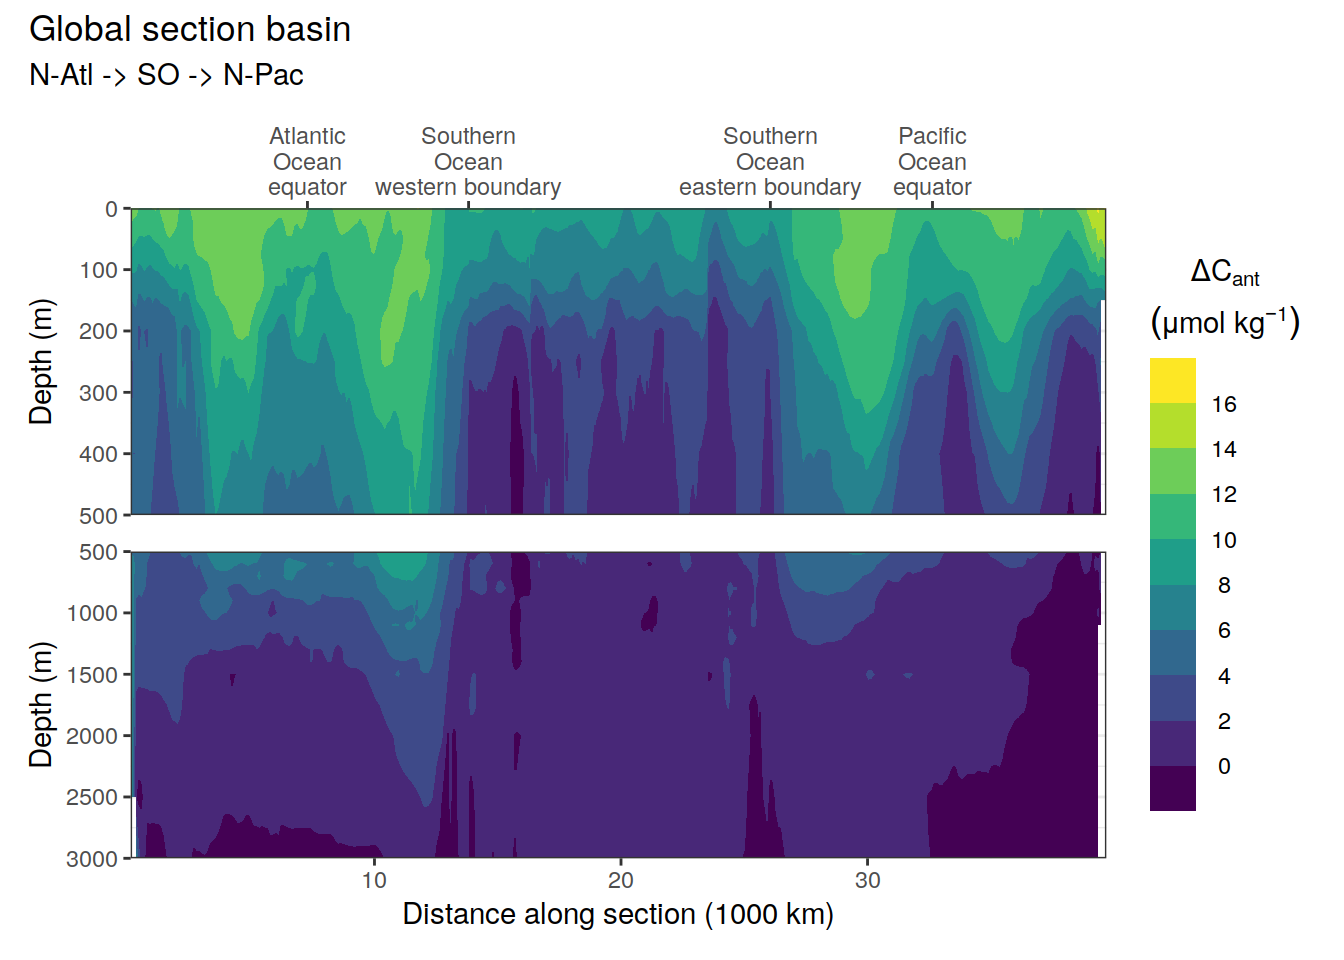 Global section basin
N-Atl -> SO -> N-Pac
Atlantic
Ocean
equator
Southern
Ocean
western boundary
Southern
Ocean
eastern boundary
Pacific
Ocean
equator
Depth (m)
0
100
200
300
400
500
Depth (m)
500
1000
1500
2000
2500
3000
10
20
30
Distance along section (1000 km)
ΔCant
(μmol kg⁻¹)
16
14
12
10
8
6
4
2
0